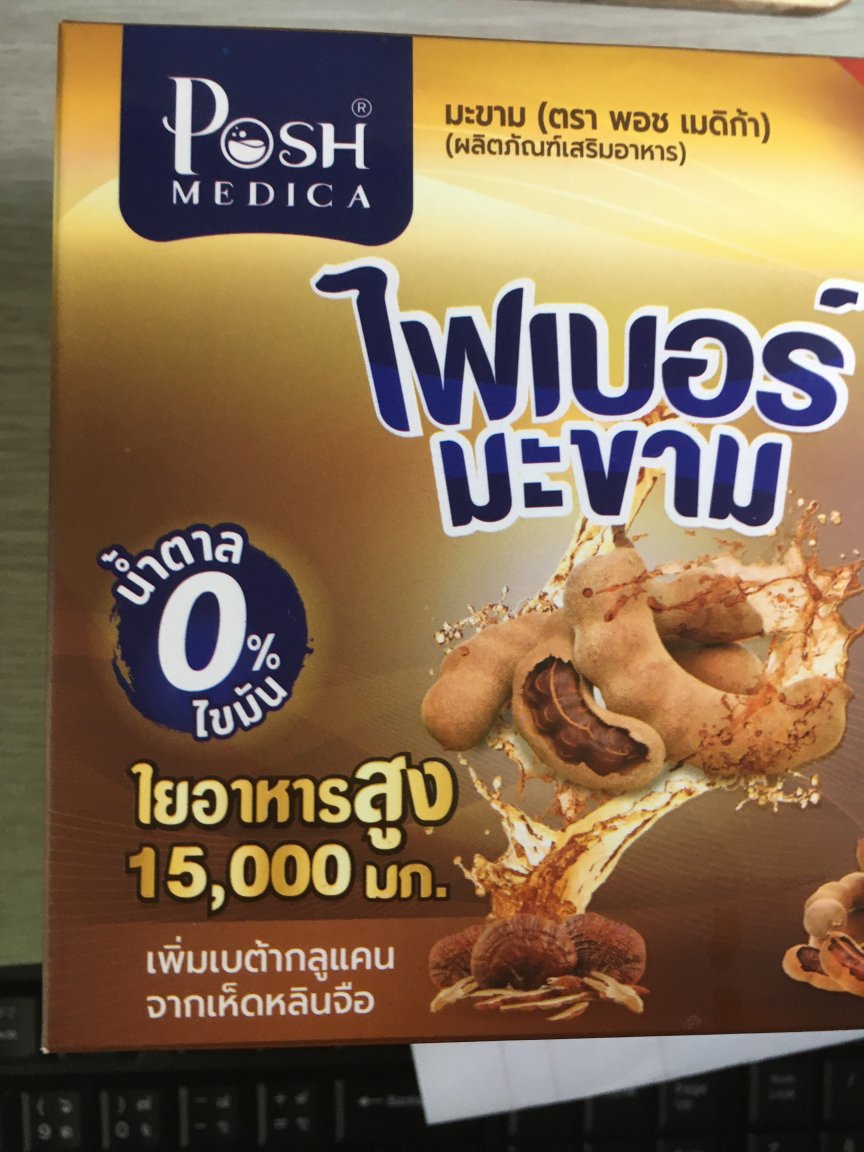 POSH®
MEDICA
มะขาม (ตรา พอช เมดิก้า)
(ผลิตภัณฑ์เสริมอาหาร)
ไฟเบอร์
มะขาม
น้ำตาล
0%
ไขมัน
ใยอาหารสูง
15,000 มก.
เพิ่มเบต้ากลูแคน
จากเห็ดหลินจือ